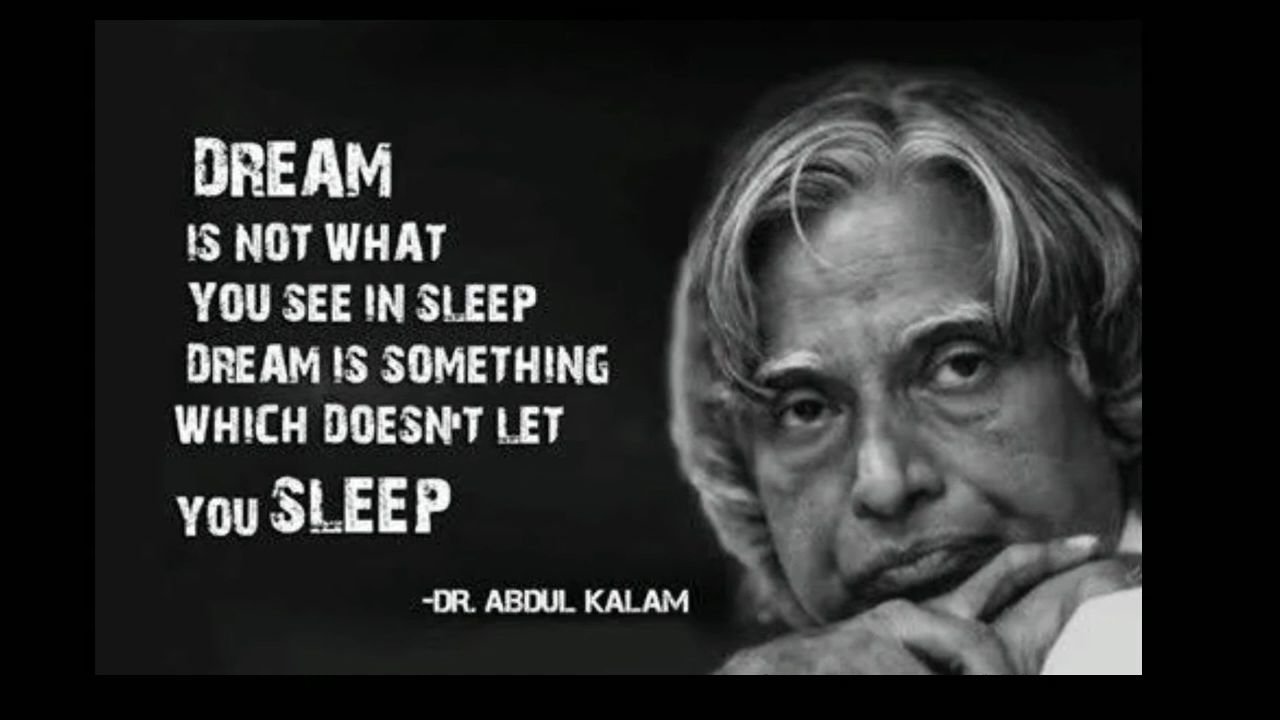 DREAM
IS NOT WHAT
YOU SEE IN SLEEP
DREAM IS SOMETHING
WHICH DOESN'T LET
YOU SLEEP
-DR. ABDUL KALAM